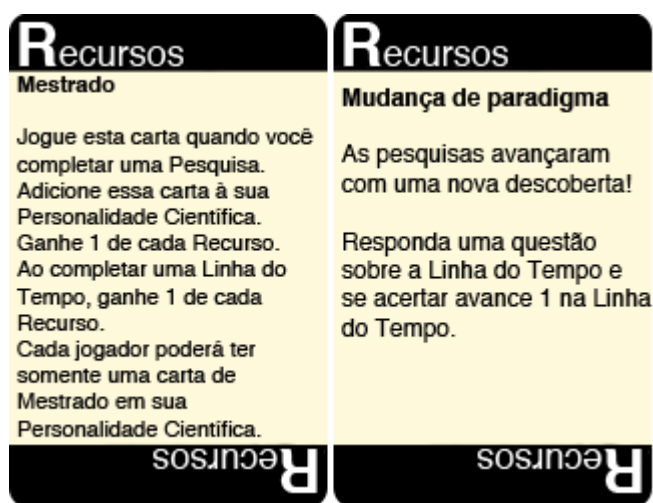 Recursos
Mestrado
Jogue esta carta quando você
completar uma Pesquisa.
Adicione essa carta à sua
Personalidade Científica.
Ganhe 1 de cada Recurso.
Ao completar uma Linha do
Tempo, ganhe 1 de cada
Recurso.
Cada jogador poderá ter
somente uma carta de
Mestrado em sua
Personalidade Científica.
Recursos
Recursos
Mudança de paradigma
As pesquisas avançaram
com uma nova descoberta!
Responda uma questão
sobre a Linha do Tempo e
se acertar avance 1 na Linha
do Tempo.
Recursos